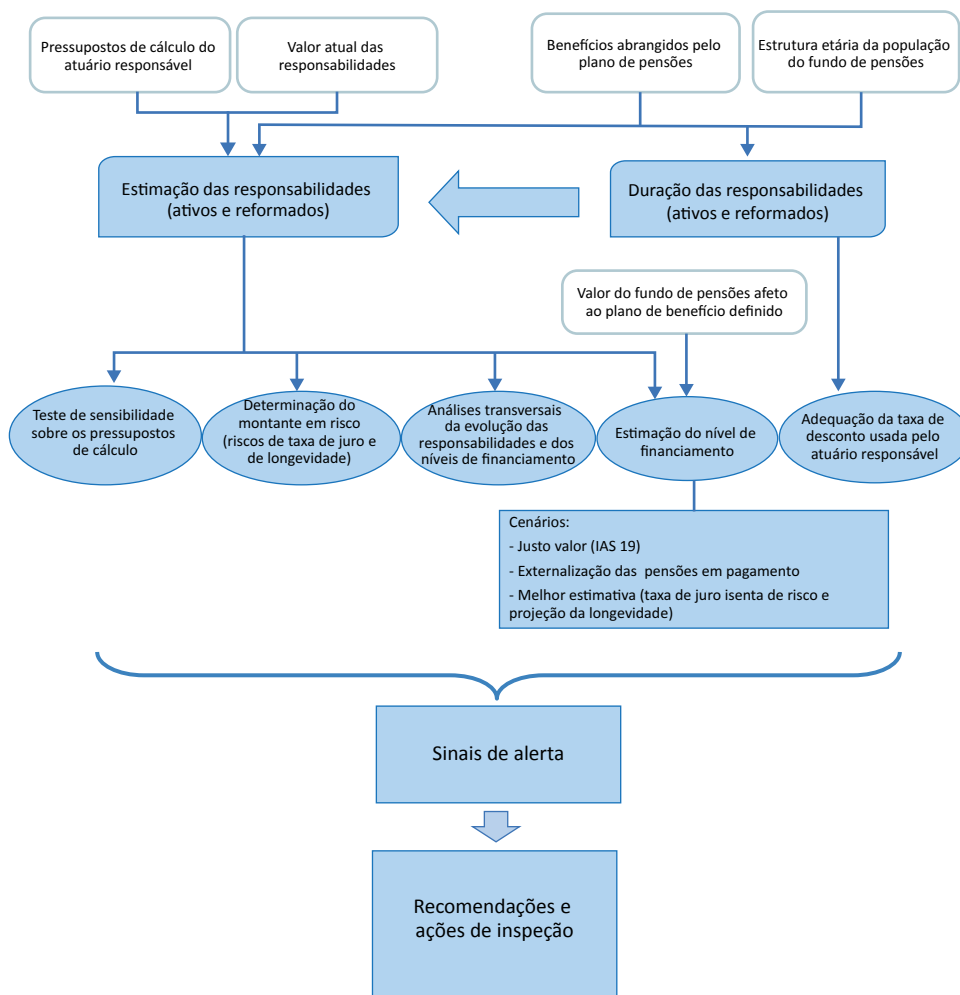 Pressupostos de cálculo do
atuário responsável
Valor atual das
responsabilidades
Benefícios abrangidos pelo
plano de pensões
Estrutura etária da população
do fundo de pensões
Estimação das responsabilidades
(ativos e reformados)
Duração das responsabilidades
(ativos e reformados)
Valor do fundo de pensões afeto
ao plano de benefício definido
Teste de sensibilidade
sobre os pressupostos
de cálculo
Determinação do
montante em risco
(riscos de taxa de juro e
de longevidade)
Análises transversais
da evolução das
responsabilidades e dos
níveis de financiamento
Estimação do nível de
financiamento
Adequação da taxa de
desconto usada pelo
atuário responsável
Cenários:
- Justo valor (IAS 19)
- Externalização das pensões em pagamento
- Melhor estimativa (taxa de juro isenta de risco e
projeção da longevidade)
Sinais de alerta
Recomendações e
ações de inspeção